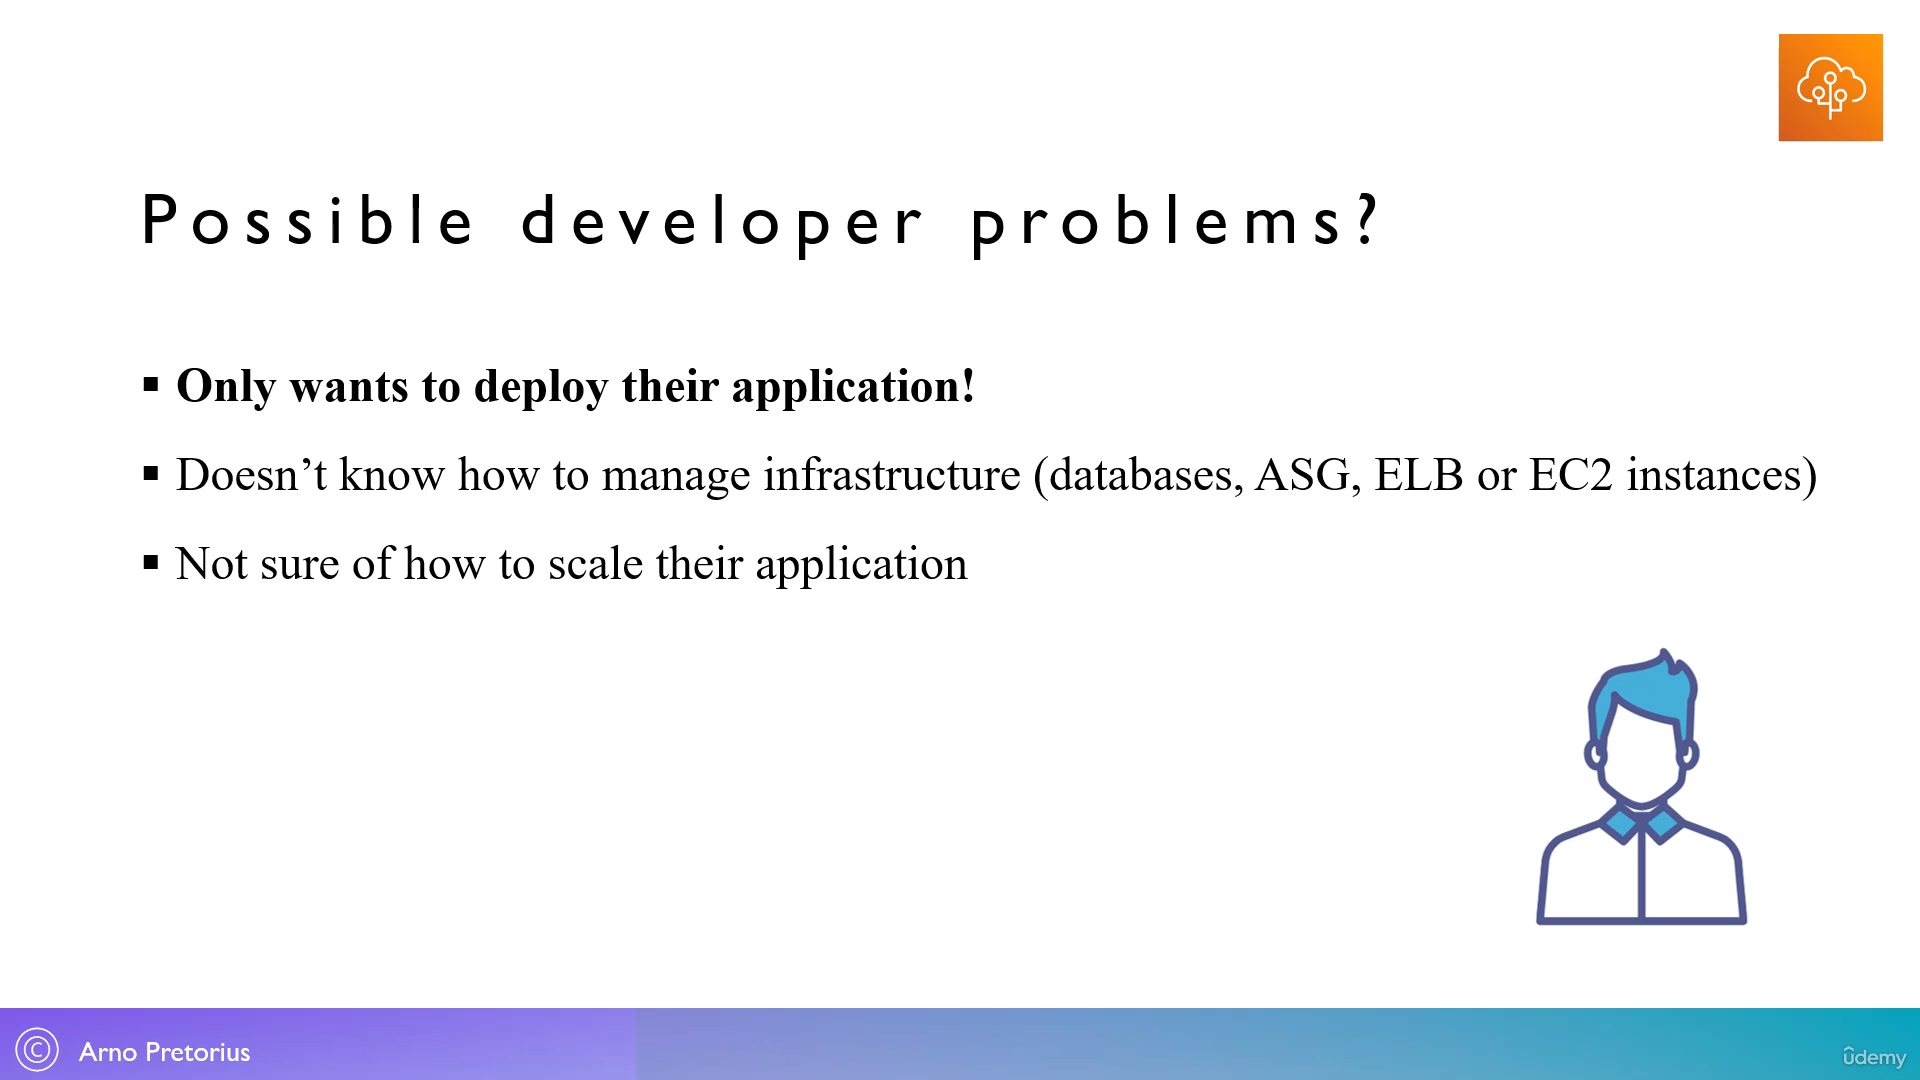 Possible developer problems?
▪ Only wants to deploy their application!
▪ Doesn’t know how to manage infrastructure (databases, ASG, ELB or EC2 instances)
▪ Not sure of how to scale their application
© Arno Pretorius
ûdemy